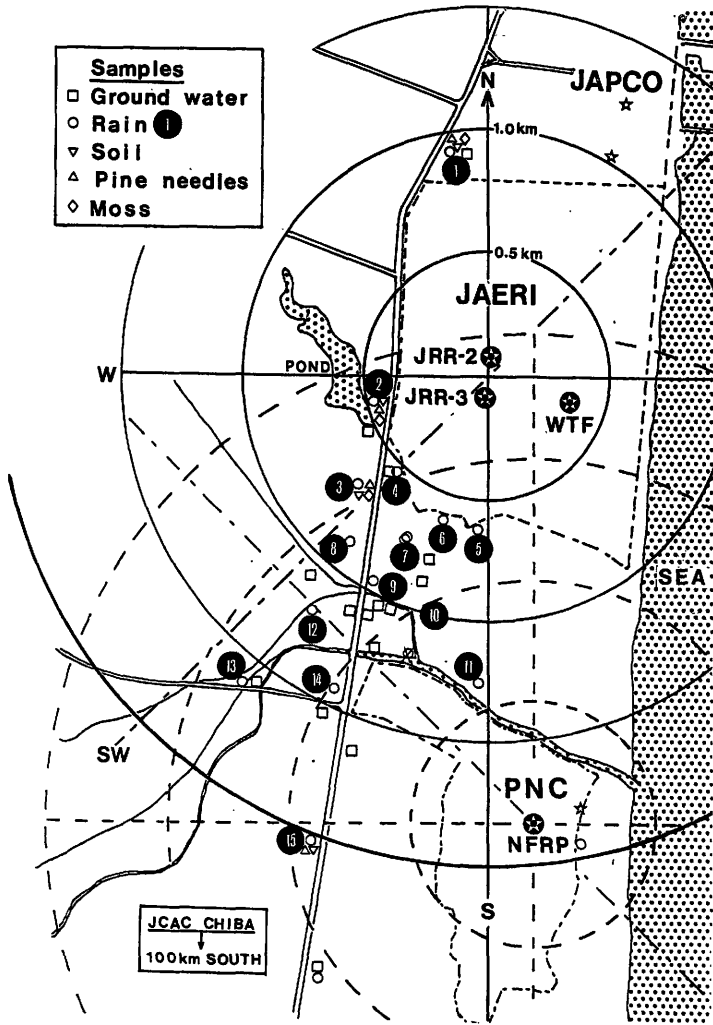 Samples
Ground water
Rain 1
Soil
Pine needles
Moss
N
JAPCO
1.0km
1
0.5km
JAERI
JRR-2
POND
W
2
JRR-3
WTF
3
4
8
7
6
5
SEA
9
10
12
13
14
11
SW
PNC
15
NFRP
S
JCAC CHIBA
100km SOUTH